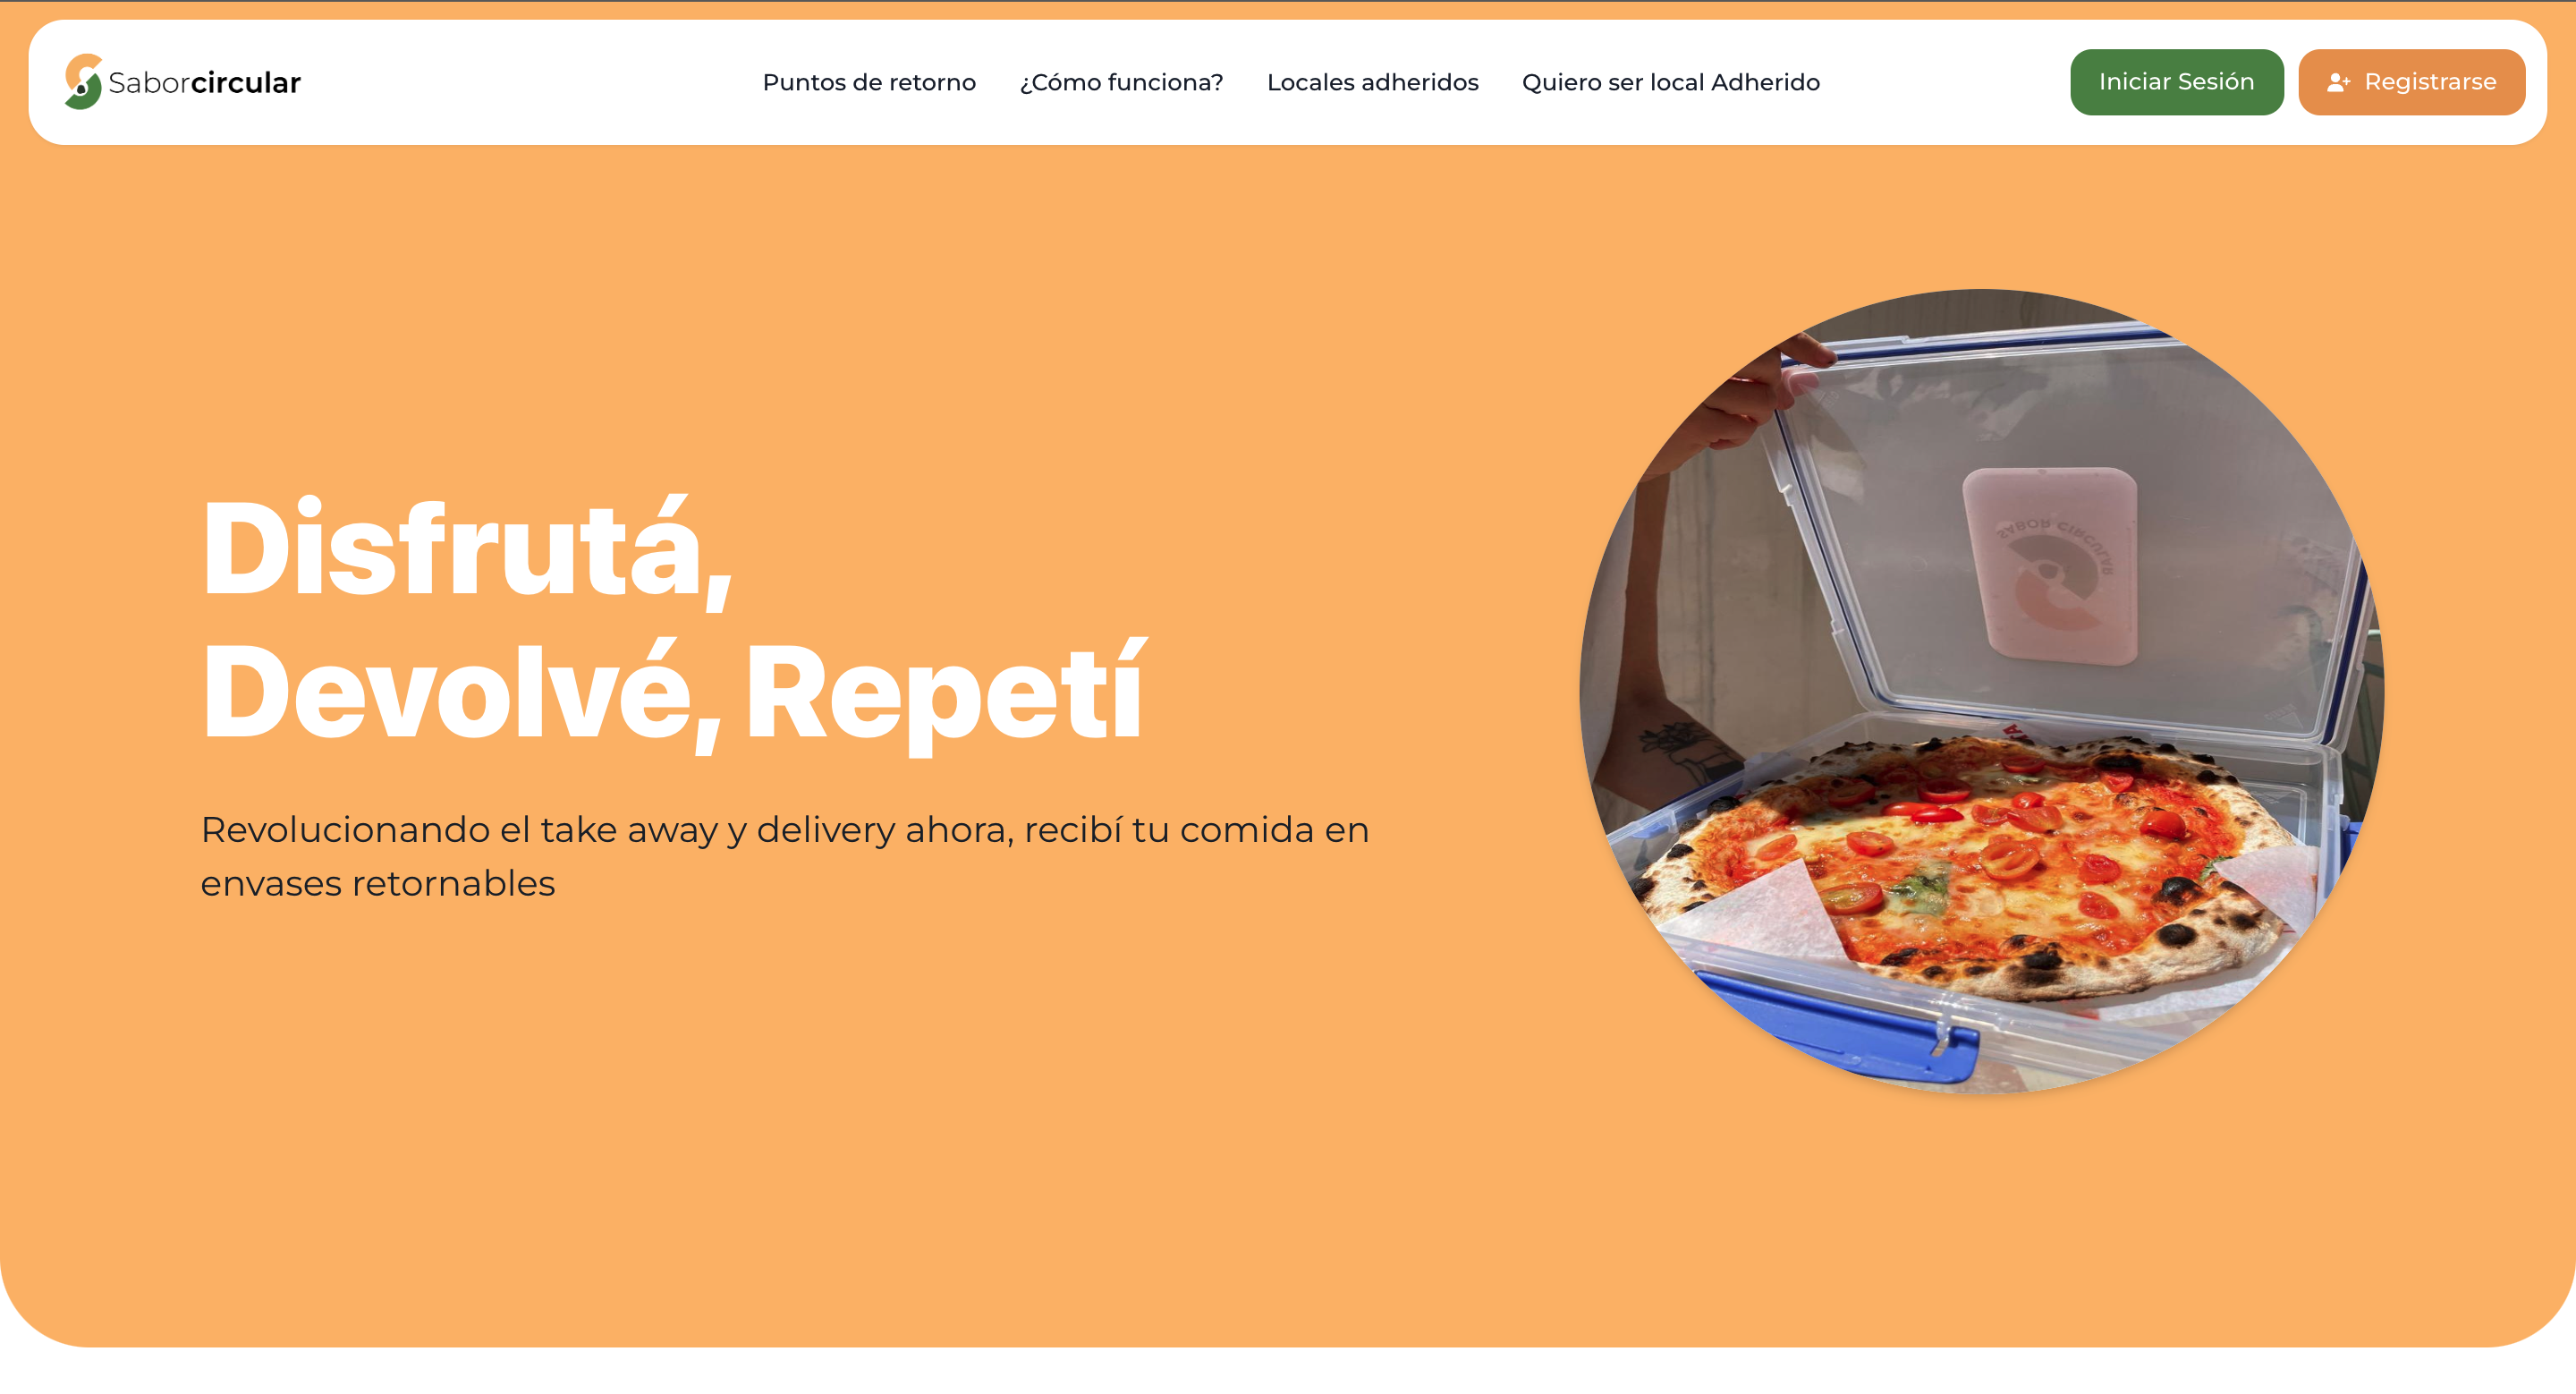 Saborcircular
Puntos de retorno
¿Cómo funciona?
Locales adheridos
Quiero ser local Adherido
Iniciar Sesión
Registrarse
Disfrutá,
Devolvé, Repetí
Revolucionando el take away y delivery ahora, recibí tu comida en
envases retornables
SABOR CIRCULAR